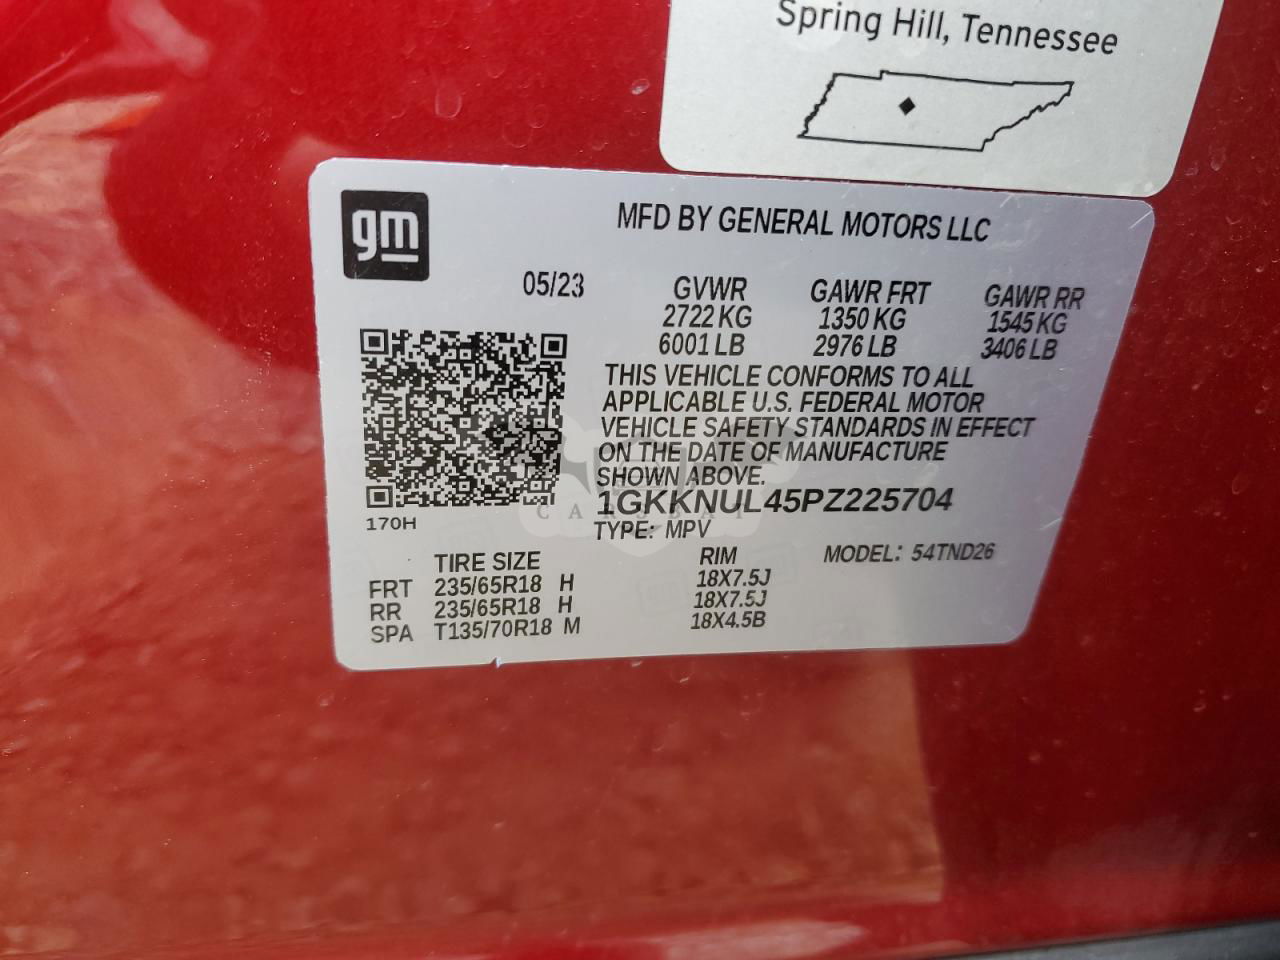 Spring Hill, Tennessee
gm
MFD BY GENERAL MOTORS LLC
05/23
GVWR GAWR FRT GAWR RR
2722 KG 1350 KG 1545 KG
6001 LB 2976 LB 3406 LB
THIS VEHICLE CONFORMS TO ALL
APPLICABLE U.S. FEDERAL MOTOR
VEHICLE SAFETY STANDARDS IN EFFECT
ON THE DATE OF MANUFACTURE
SHOWN ABOVE.
1GKKNUL45PZ225704
170H
TYPE: MPV
CARSBAT
TIRE SIZE RIM MODEL: 54TND26
FRT 235/65R18 H 18X7.5J
RR 235/65R18 H 18X7.5J
SPA T135/70R18 M 18X4.5B